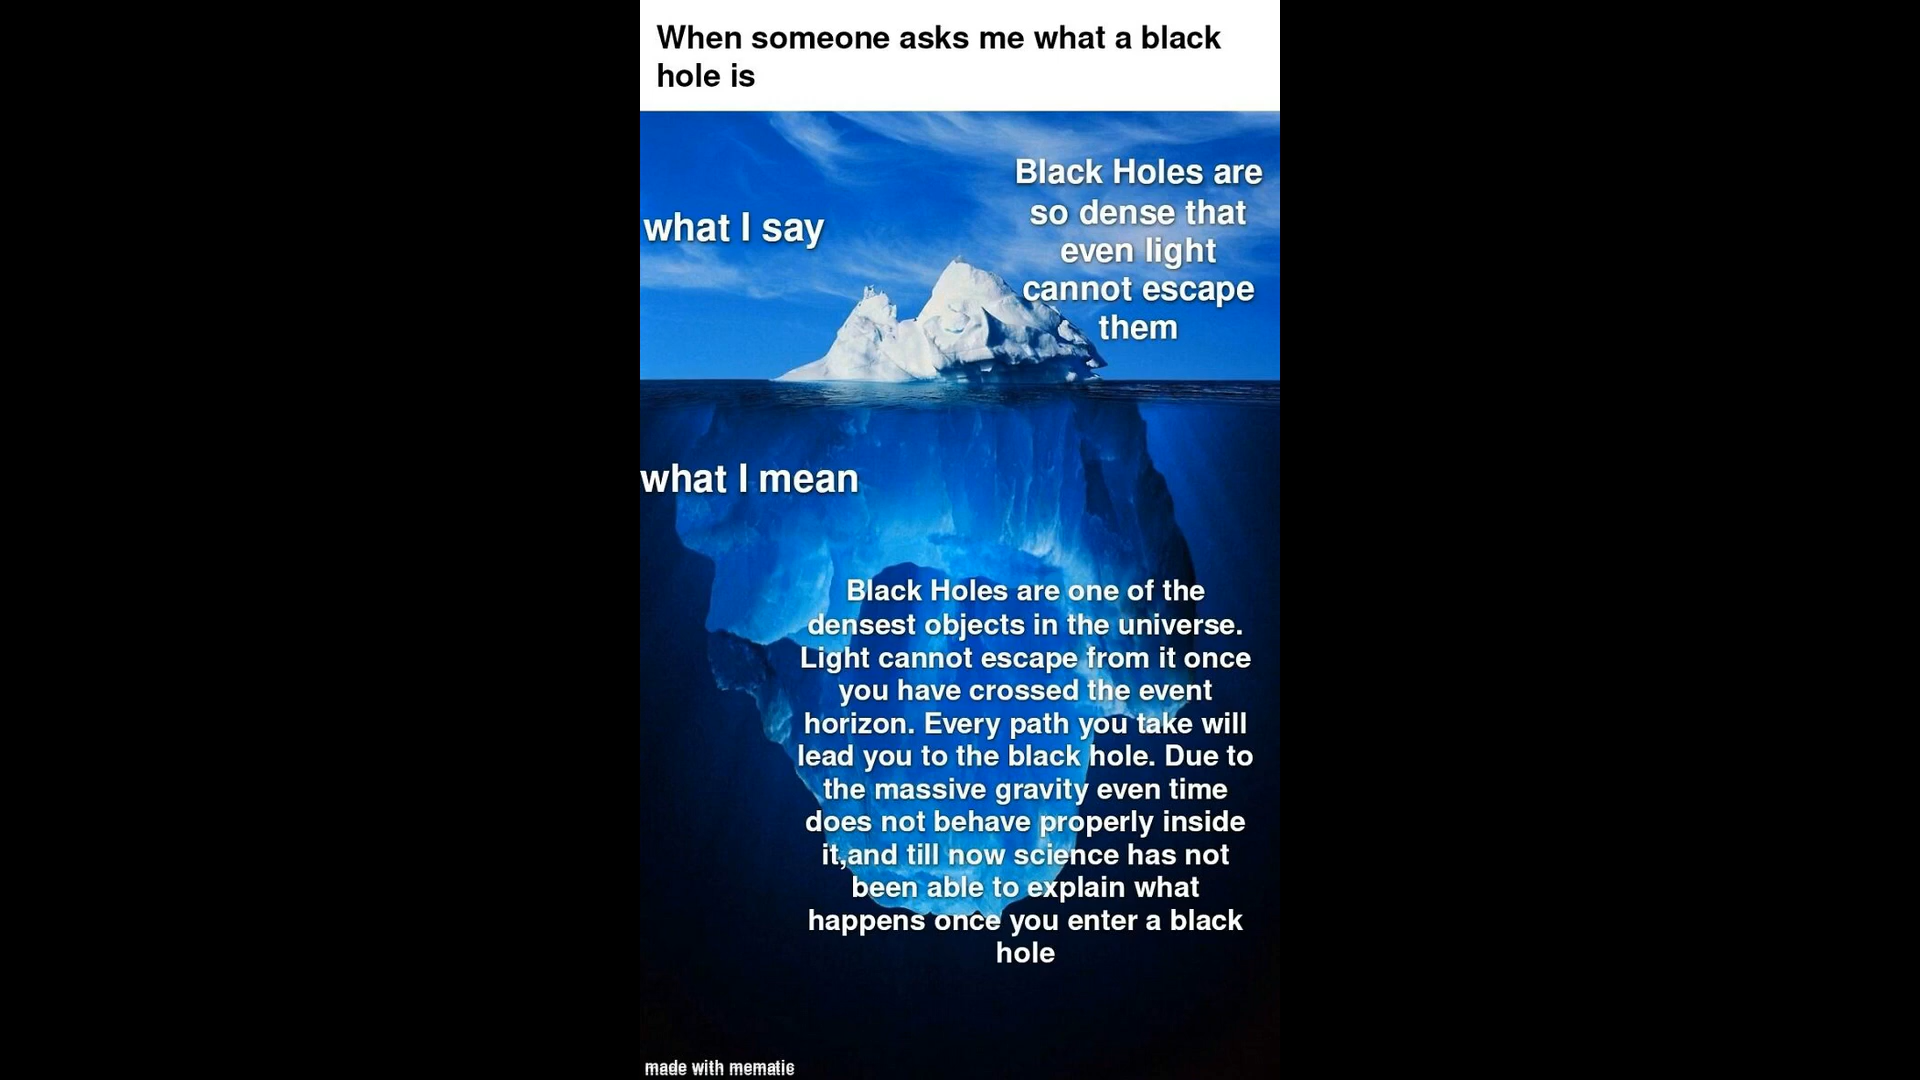 When someone asks me what a black
hole is
what I say
Black Holes are
so dense that
even light
cannot escape
them
what I mean
Black Holes are one of the
densest objects in the universe.
Light cannot escape from it once
you have crossed the event
horizon. Every path you take will
lead you to the black hole. Due to
the massive gravity even time
does not behave properly inside
it,and till now science has not
been able to explain what
happens once you enter a black
hole
made with mematic